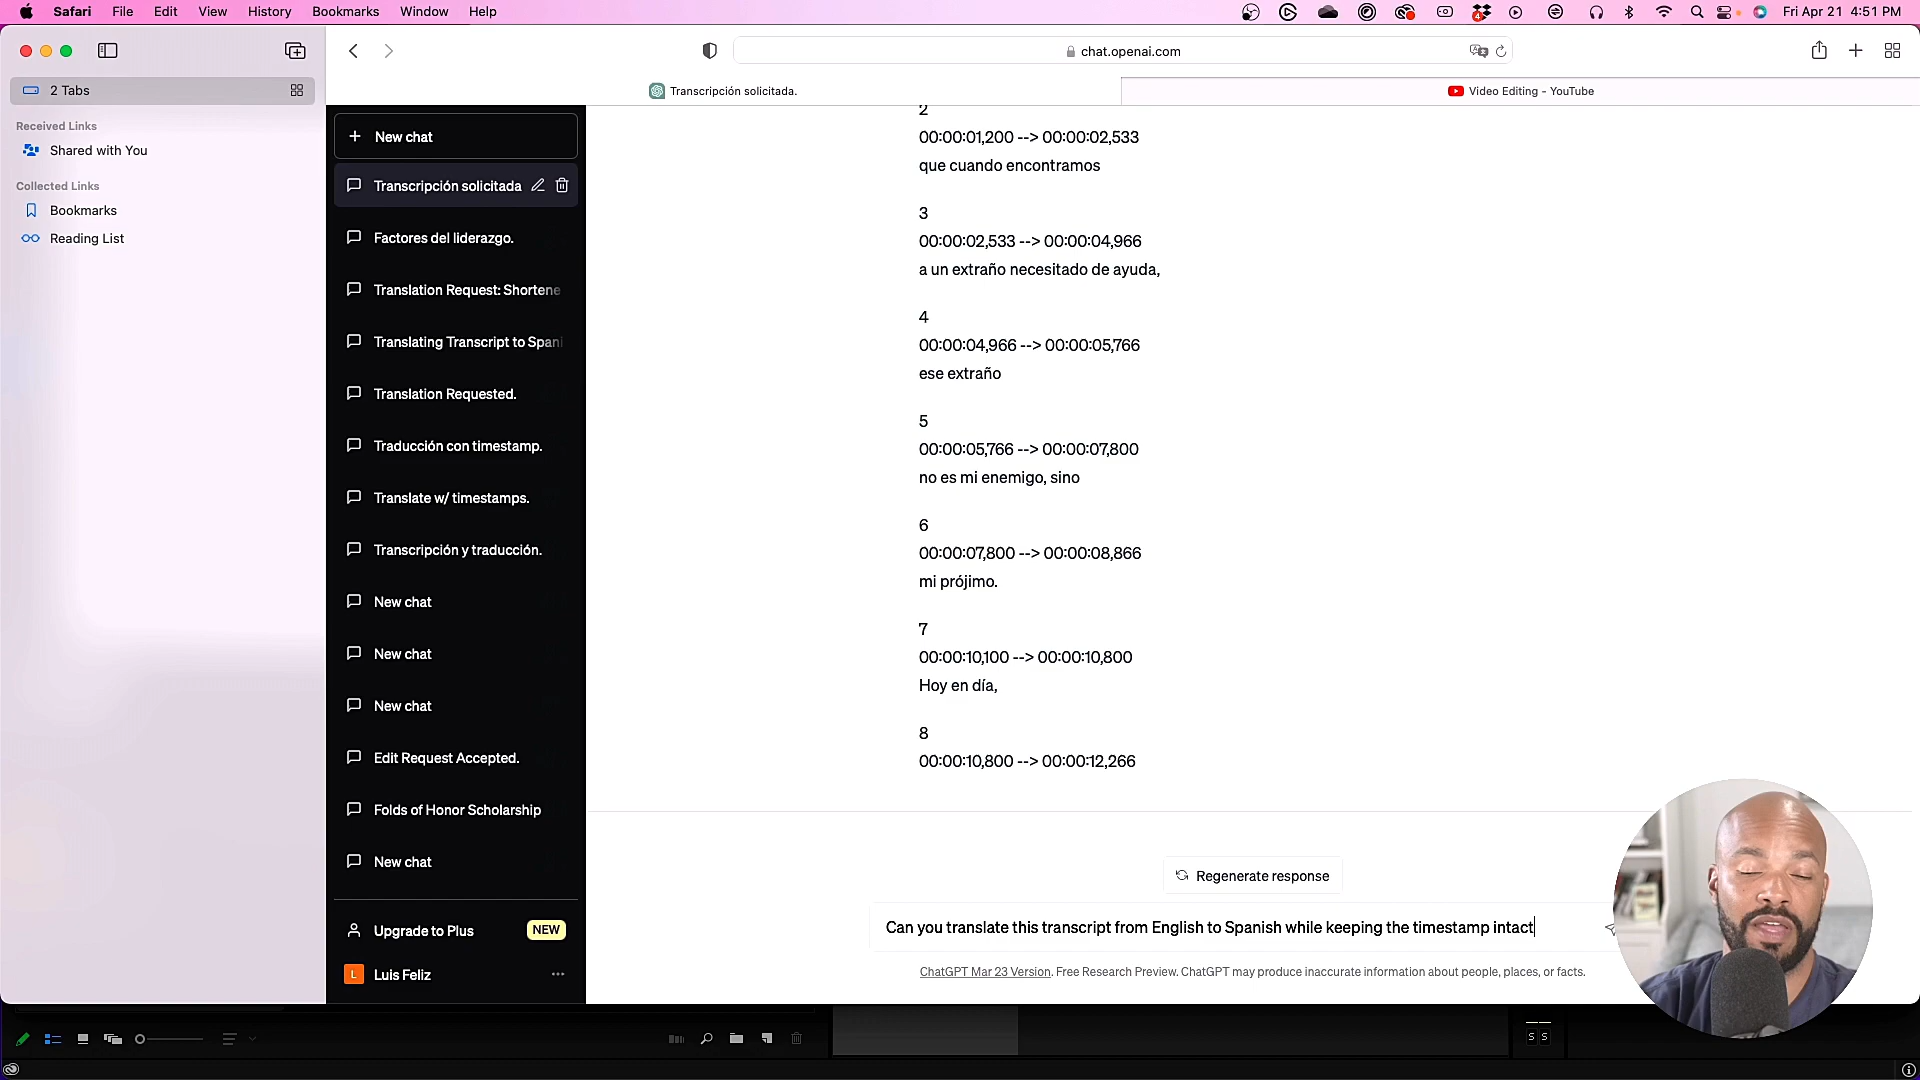 Safari File Edit View History Bookmarks Window Help
4
Fri Apr 21 4:51 PM
chat.openai.com
2 Tabs
Transcripción solicitada.
Video Editing - YouTube
Received Links
Shared with You
Collected Links
Bookmarks
Reading List
New chat
Transcripción solicitada
Factores del liderazgo.
Translation Request: Shortene
Translating Transcript to Spani
Translation Requested.
Traducción con timestamp.
Translate w/ timestamps.
Transcripción y traducción.
New chat
New chat
New chat
Edit Request Accepted.
Folds of Honor Scholarship
New chat
Upgrade to Plus NEW
L Luis Feliz
2
00:00:01,200 --> 00:00:02,533
que cuando encontramos
3
00:00:02,533 --> 00:00:04,966
a un extraño necesitado de ayuda,
4
00:00:04,966 --> 00:00:05,766
ese extraño
5
00:00:05,766 --> 00:00:07,800
no es mi enemigo, sino
6
00:00:07,800 --> 00:00:08,866
mi prójimo.
7
00:00:10,100 --> 00:00:10,800
Hoy en día,
8
00:00:10,800 --> 00:00:12,266
Regenerate response
Can you translate this transcript from English to Spanish while keeping the timestamp intact
ChatGPT Mar 23 Version. Free Research Preview. ChatGPT may produce inaccurate information about people, places, or facts.
S S